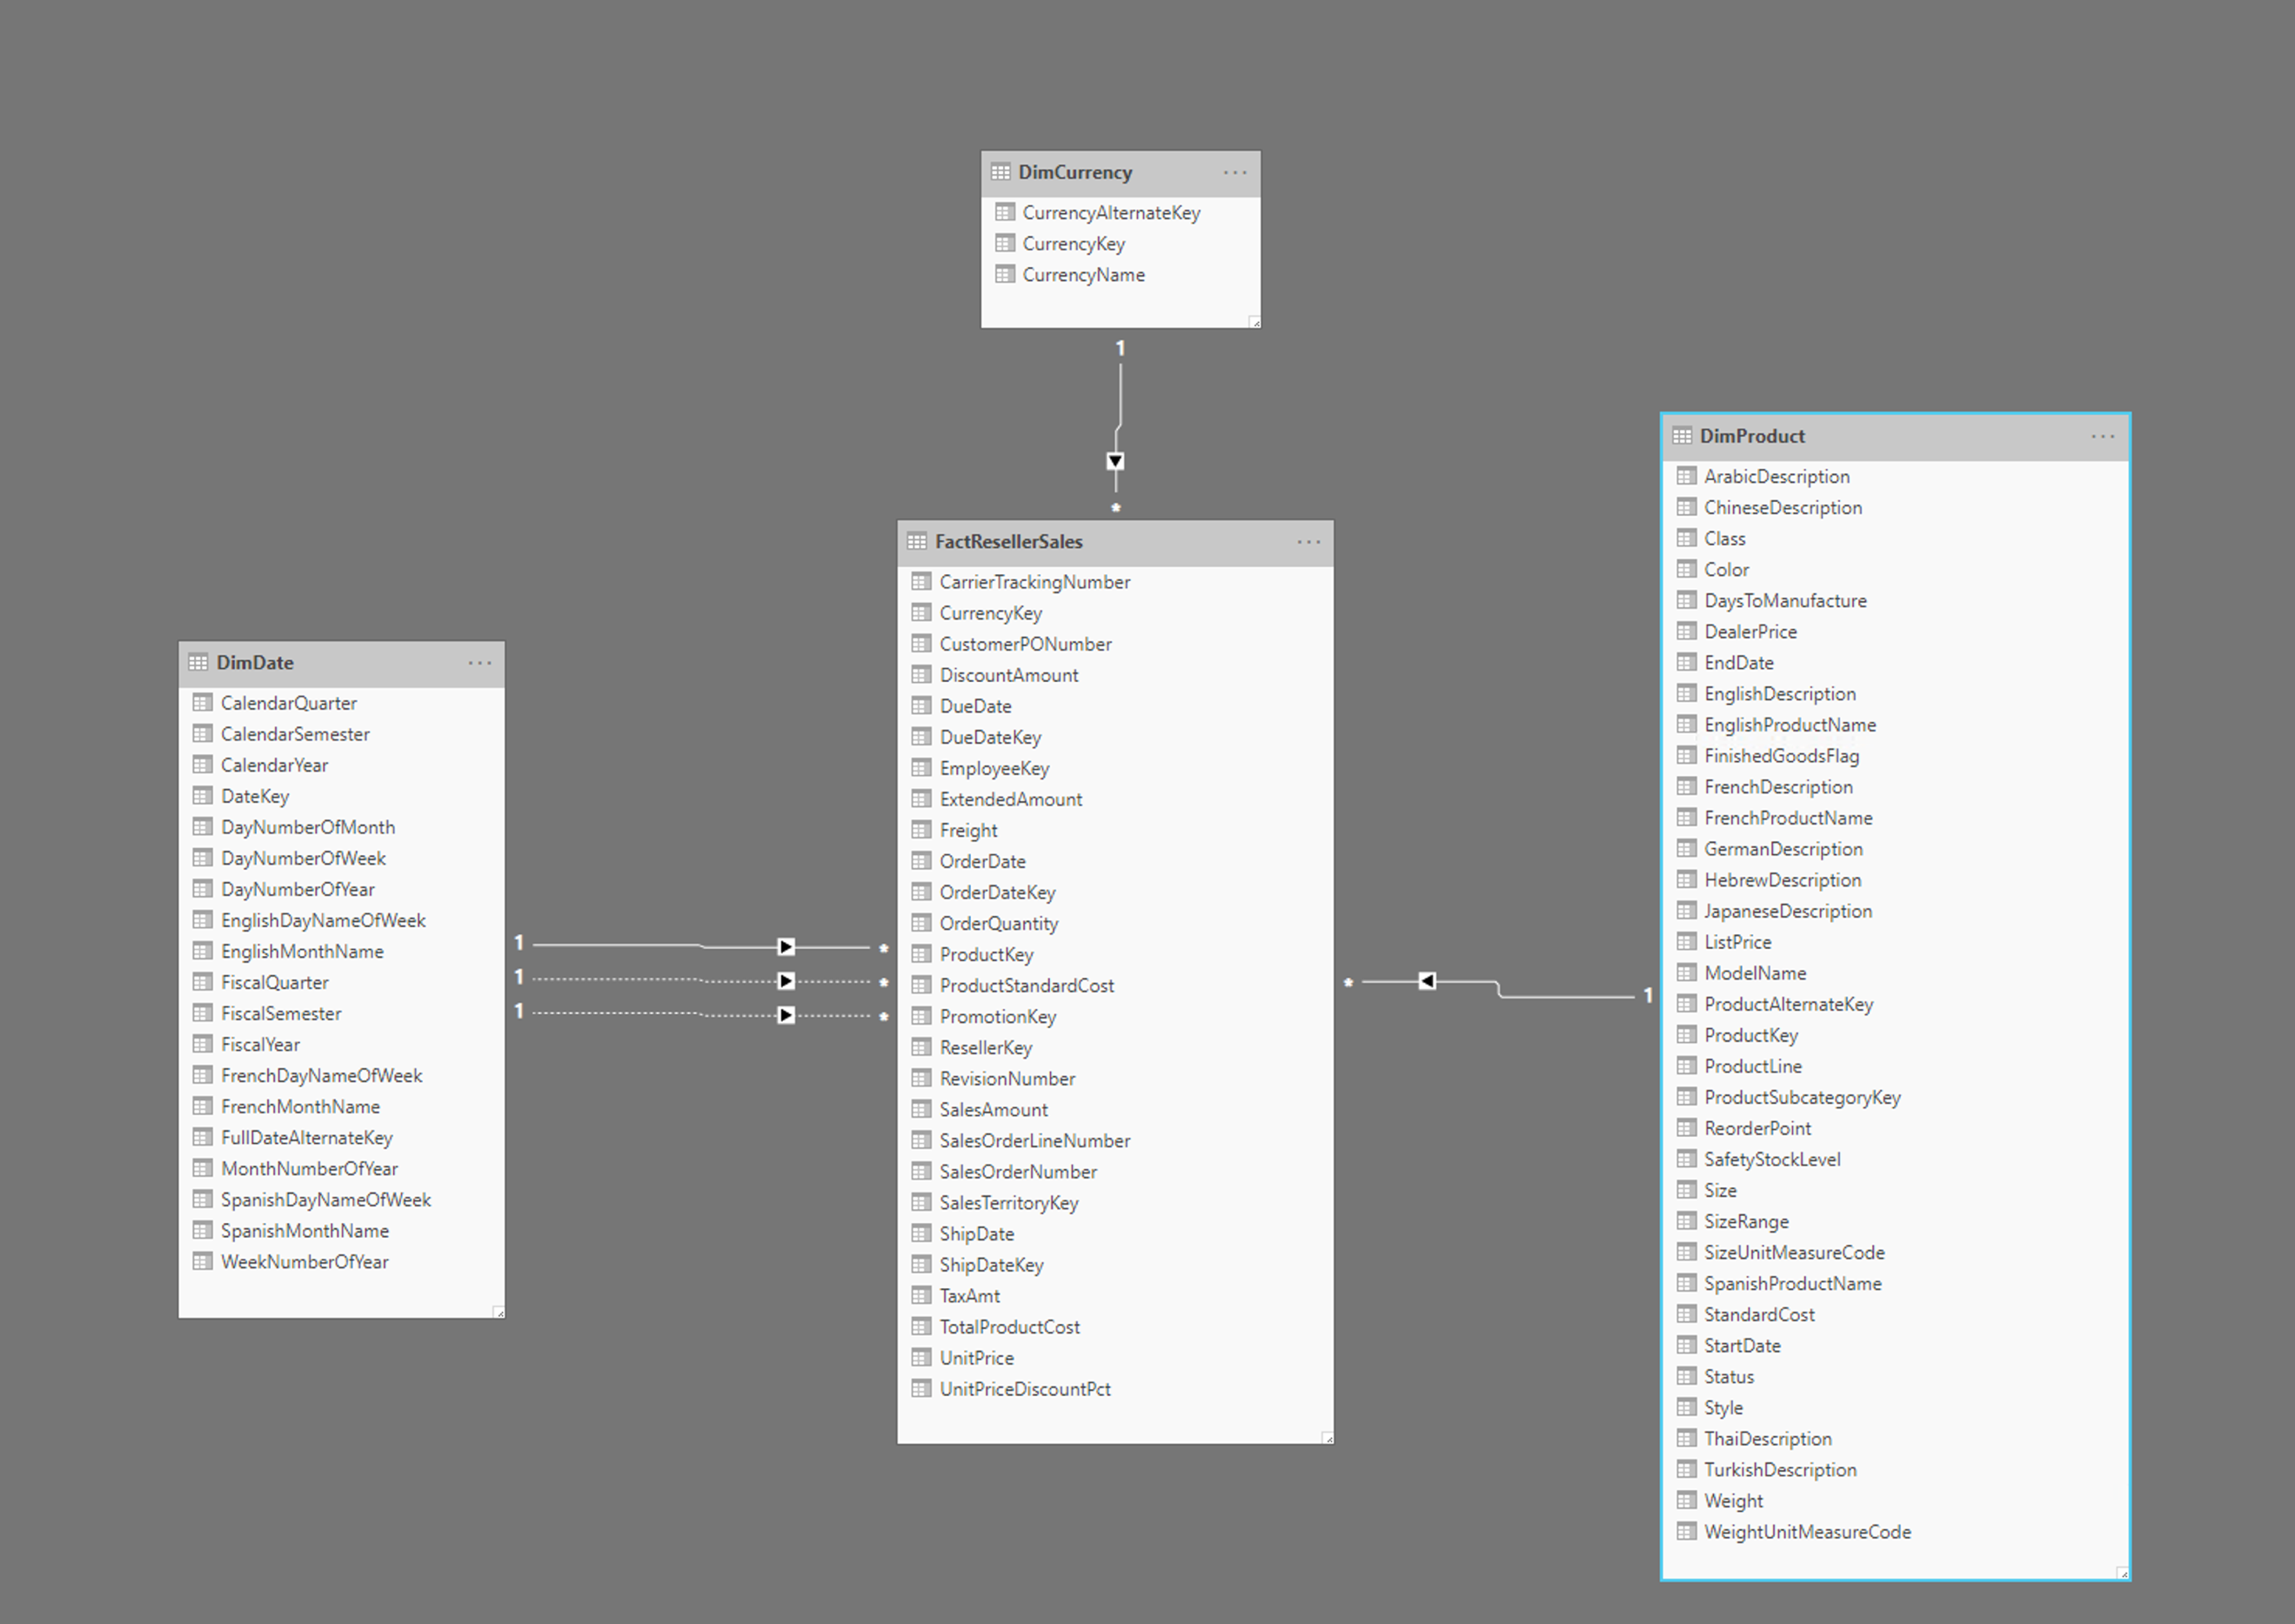 DimCurrency
CurrencyAlternateKey
CurrencyKey
CurrencyName
1
*
FactResellerSales
CarrierTrackingNumber
CurrencyKey
CustomerPONumber
DiscountAmount
DueDate
DueDateKey
EmployeeKey
ExtendedAmount
Freight
OrderDate
OrderDateKey
OrderQuantity
ProductKey
ProductStandardCost
PromotionKey
ResellerKey
RevisionNumber
SalesAmount
SalesOrderLineNumber
SalesOrderNumber
SalesTerritoryKey
ShipDate
ShipDateKey
TaxAmt
TotalProductCost
UnitPrice
UnitPriceDiscountPct
DimDate
CalendarQuarter
CalendarSemester
CalendarYear
DateKey
DayNumberOfMonth
DayNumberOfWeek
DayNumberOfYear
EnglishDayNameOfWeek
EnglishMonthName
FiscalQuarter
FiscalSemester
FiscalYear
FrenchDayNameOfWeek
FrenchMonthName
FullDateAlternateKey
MonthNumberOfYear
SpanishDayNameOfWeek
SpanishMonthName
WeekNumberOfYear
1 *
1 *
1 *
* 1
DimProduct
ArabicDescription
ChineseDescription
Class
Color
DaysToManufacture
DealerPrice
EndDate
EnglishDescription
EnglishProductName
FinishedGoodsFlag
FrenchDescription
FrenchProductName
GermanDescription
HebrewDescription
JapaneseDescription
ListPrice
ModelName
ProductAlternateKey
ProductKey
ProductLine
ProductSubcategoryKey
ReorderPoint
SafetyStockLevel
Size
SizeRange
SizeUnitMeasureCode
SpanishProductName
StandardCost
StartDate
Status
Style
ThaiDescription
TurkishDescription
Weight
WeightUnitMeasureCode